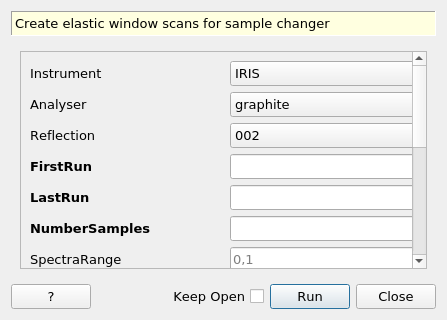 Create elastic window scans for sample changer
Instrument IRIS
Analyser graphite
Reflection 002
FirstRun
LastRun
NumberSamples
SpectraRange 0,1
? Keep Open Run Close